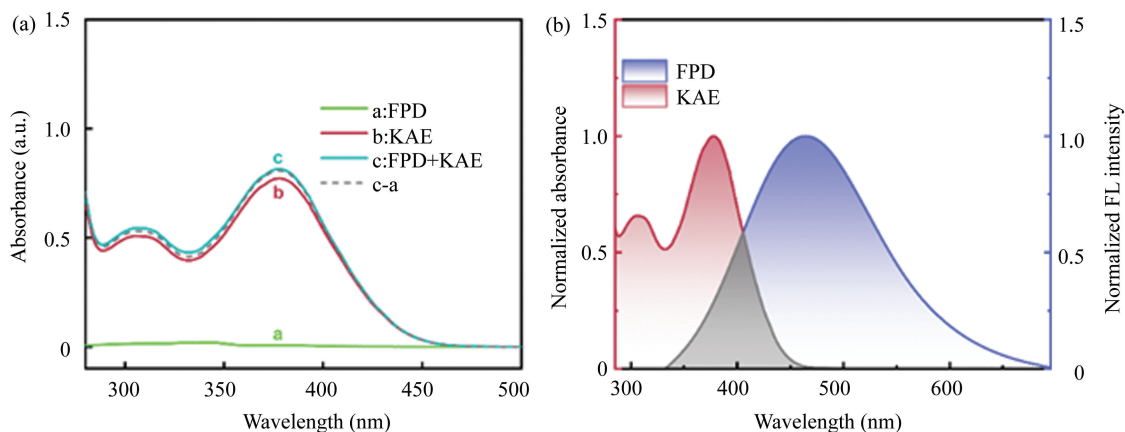 (a)
1.5
1.0
0.5
0
Absorbance (a.u.)
a:FPD
b:KAE
c:FPD+KAE
c-a
c
b
a
300
350
400
450
500
Wavelength (nm)
(b)
1.5
1.0
0.5
0
Normalized absorbance
FPD
KAE
1.5
1.0
0.5
0
Normalized FL intensity
300
400
500
600
Wavelength (nm)